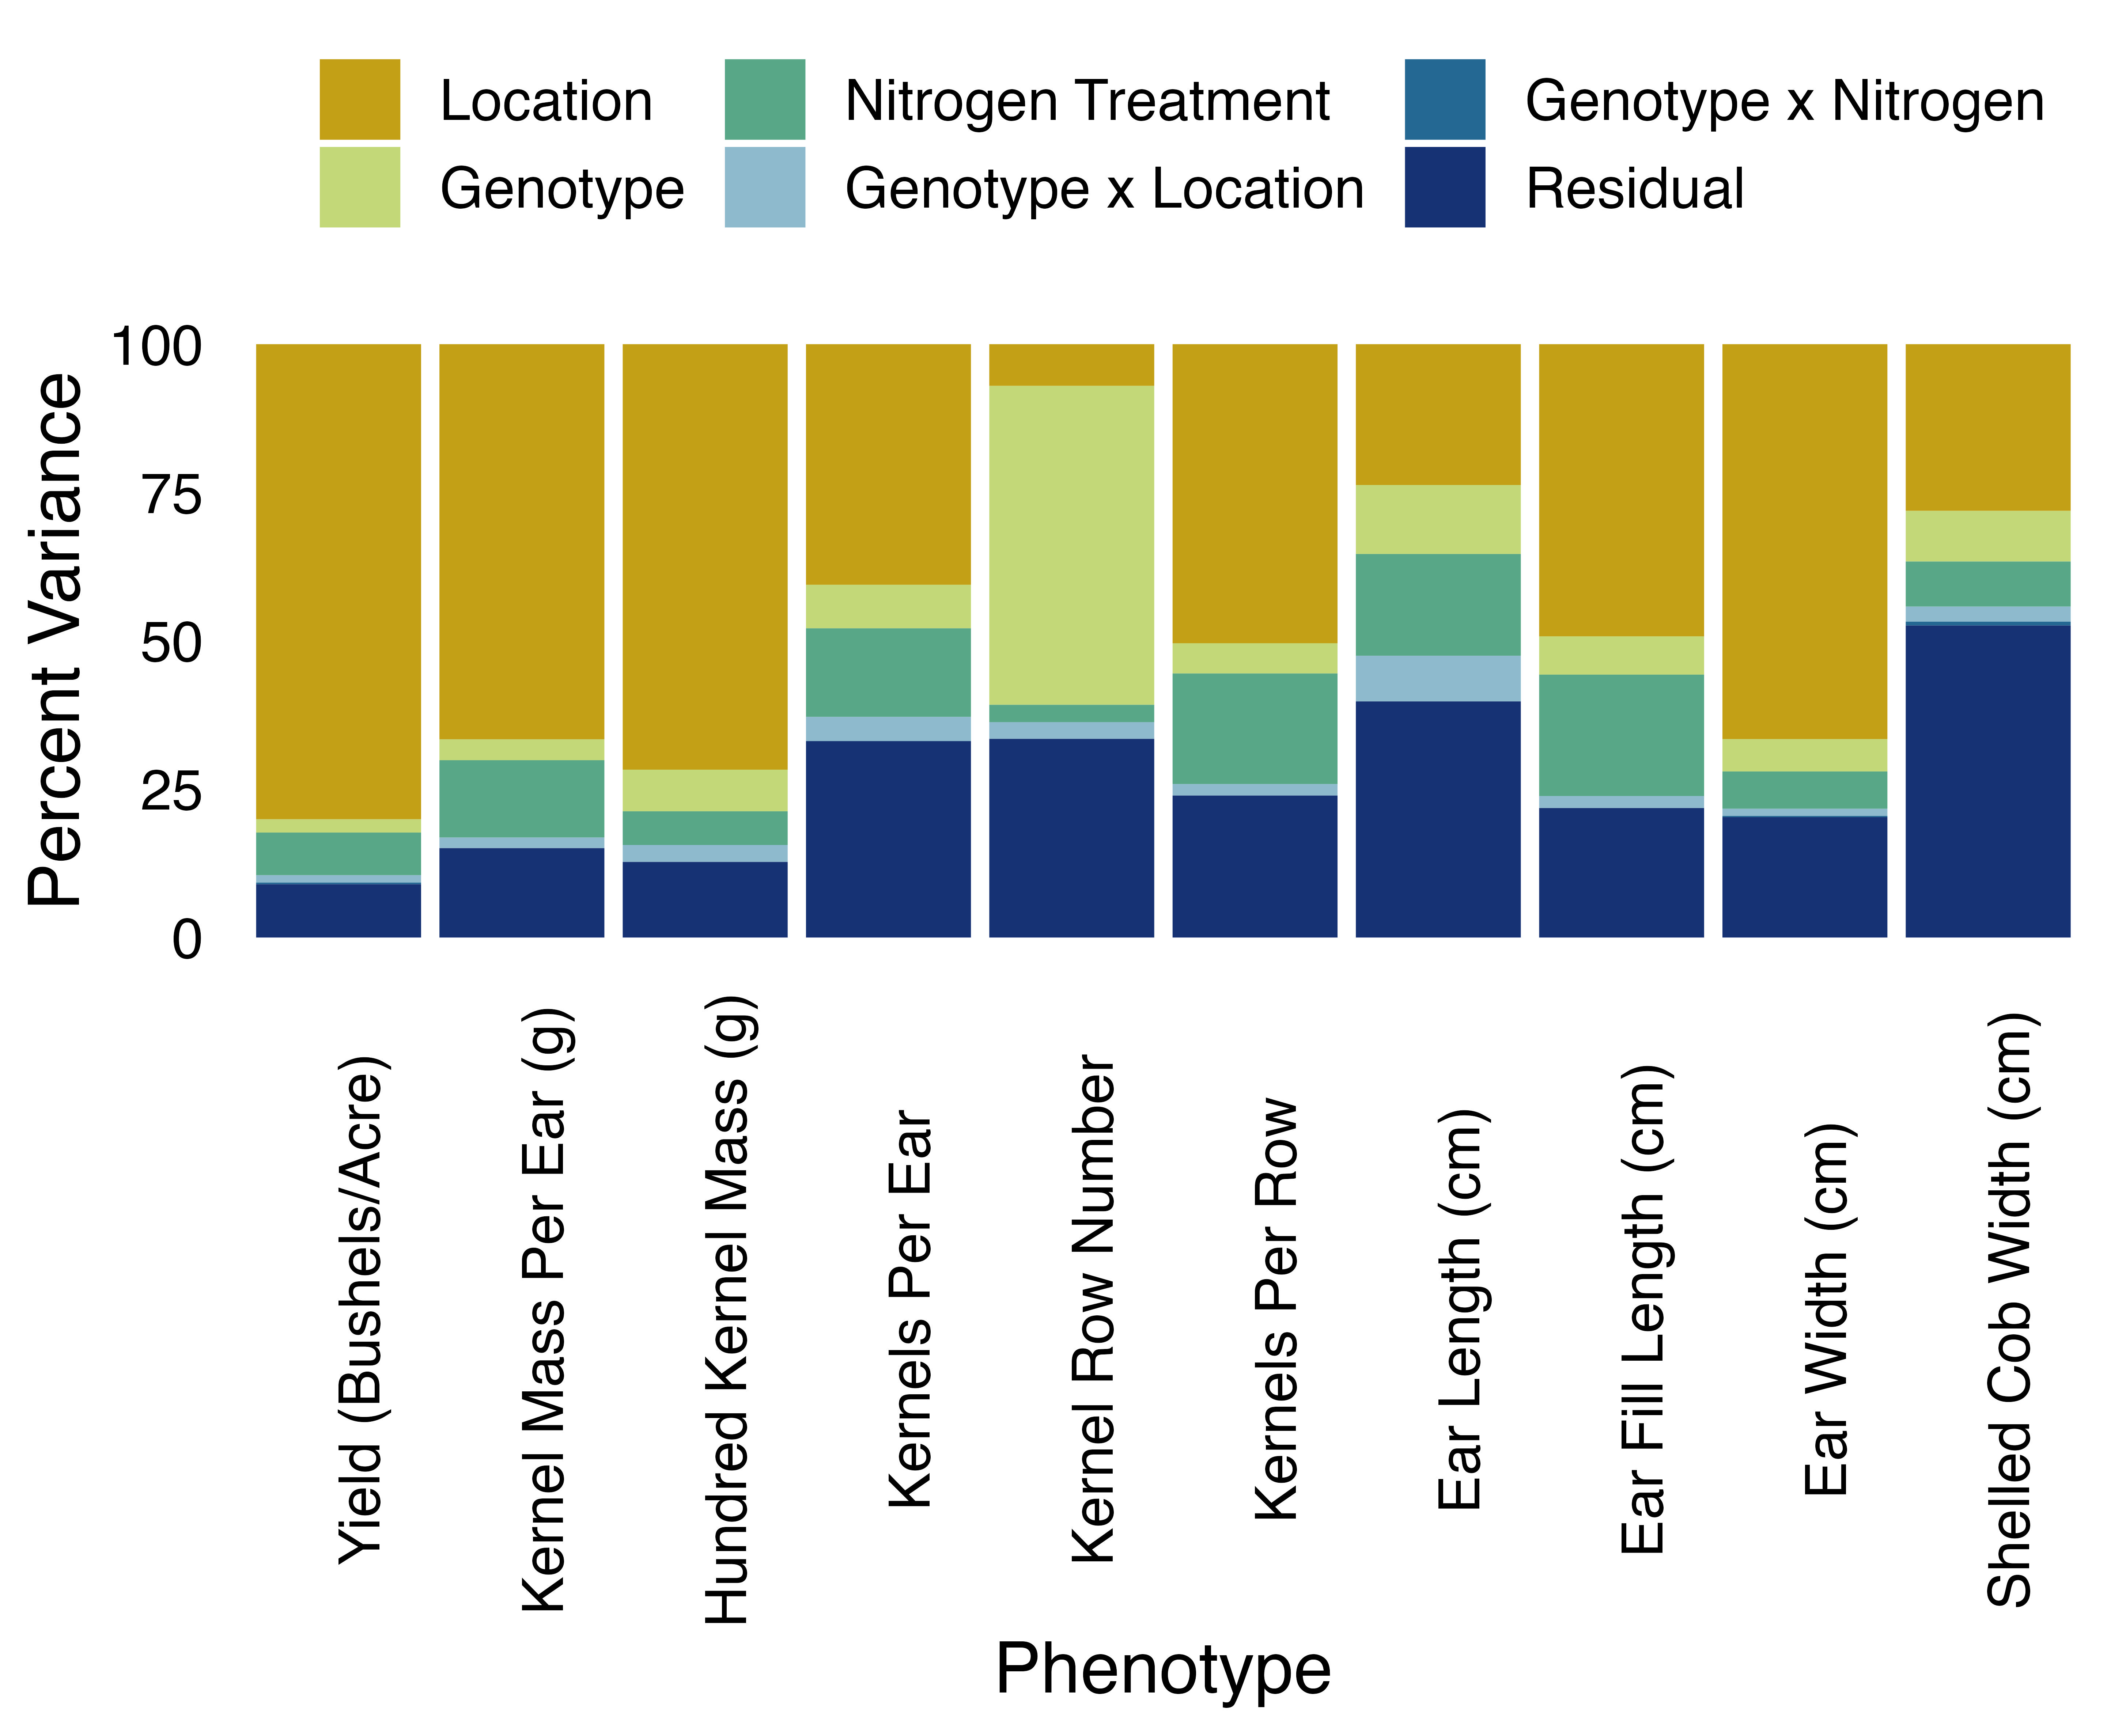 Location
Nitrogen Treatment
Genotype x Nitrogen
Genotype
Genotype x Location
Residual
Percent Variance
100
75
50
25
0
Yield (Bushels/Acre)
Kernel Mass Per Ear (g)
Hundred Kernel Mass (g)
Kernels Per Ear
Kernel Row Number
Kernels Per Row
Ear Length (cm)
Ear Fill Length (cm)
Ear Width (cm)
Shelled Cob Width (cm)
Phenotype